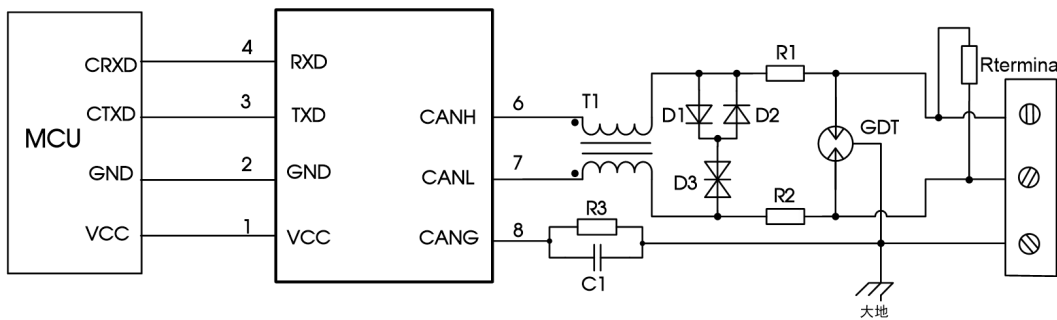 MCU
CRXD
CTXD
GND
VCC
4
3
2
1
RXD
TXD
GND
VCC
CANH
CANL
CANG
6
7
8
T1
D1
D2
D3
R1
R2
R3
C1
GDT
Rtermina
大地